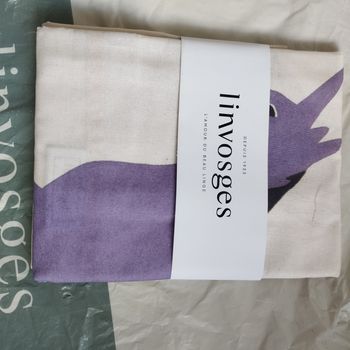 linvosges
DEPUIS 1923
linvosges
L'AMOUR DU BEAU LINGE